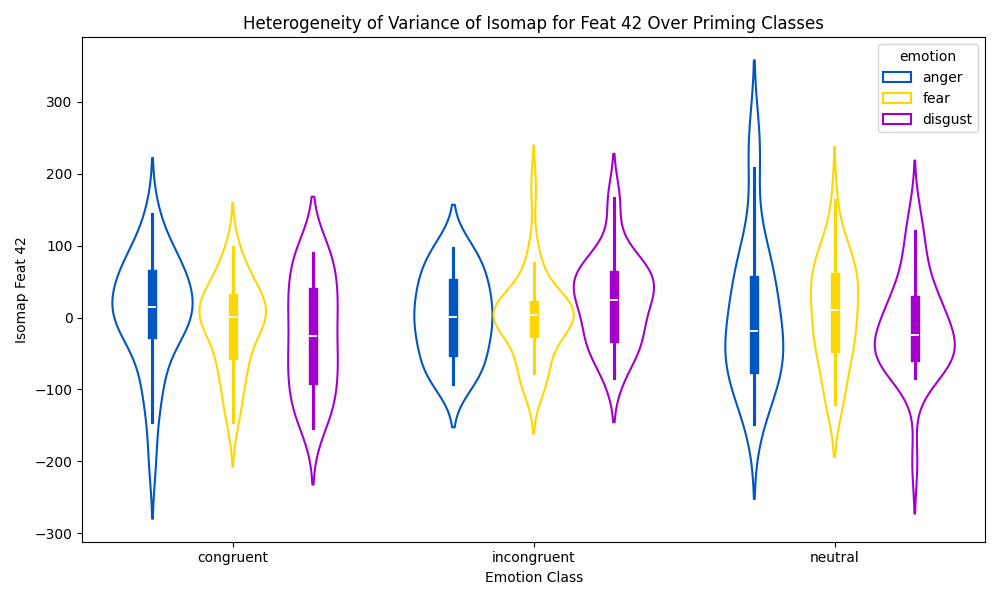 Heterogeneity of Variance of Isomap for Feat 42 Over Priming Classes
emotion
anger
fear
disgust
Isomap Feat 42
300
200
100
0
−100
−200
−300
congruent
incongruent
neutral
Emotion Class